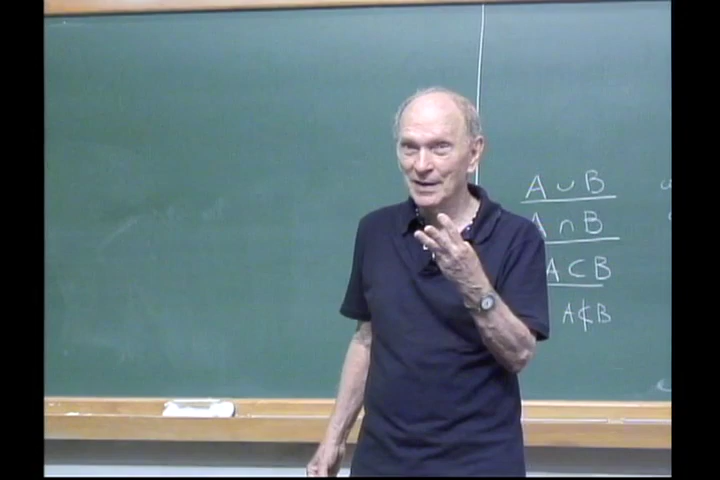 A ∪ B
A ∩ B
A ⊂ B
A ⊄ B